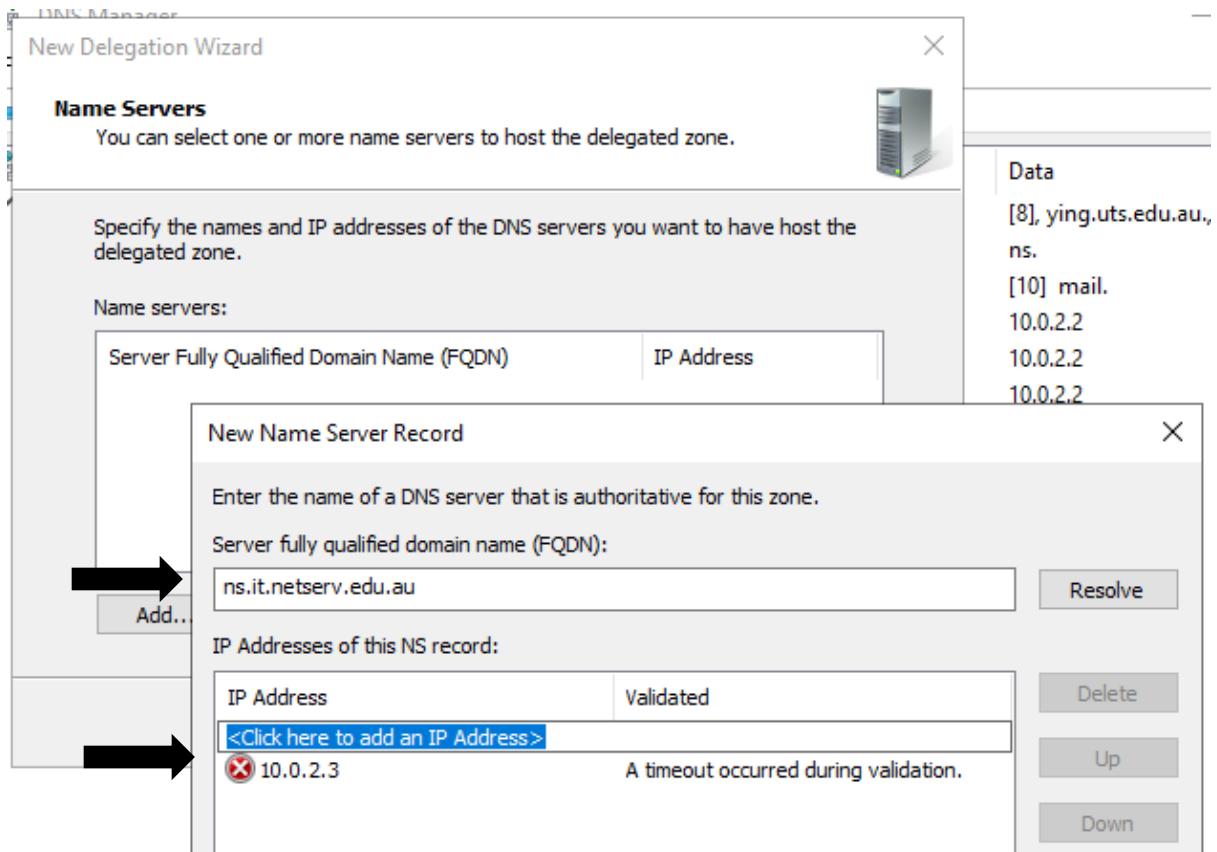 DNS Manager
New Delegation Wizard
Name Servers
You can select one or more name servers to host the delegated zone.
Specify the names and IP addresses of the DNS servers you want to have host the
delegated zone.
Name servers:
Server Fully Qualified Domain Name (FQDN) IP Address
Add...
Data
[8], ying.uts.edu.au.,
ns.
[10] mail.
10.0.2.2
10.0.2.2
10.0.2.2
New Name Server Record
Enter the name of a DNS server that is authoritative for this zone.
Server fully qualified domain name (FQDN):
ns.it.netserv.edu.au
Resolve
IP Addresses of this NS record:
IP Address Validated
<Click here to add an IP Address>
10.0.2.3 A timeout occurred during validation.
Delete
Up
Down